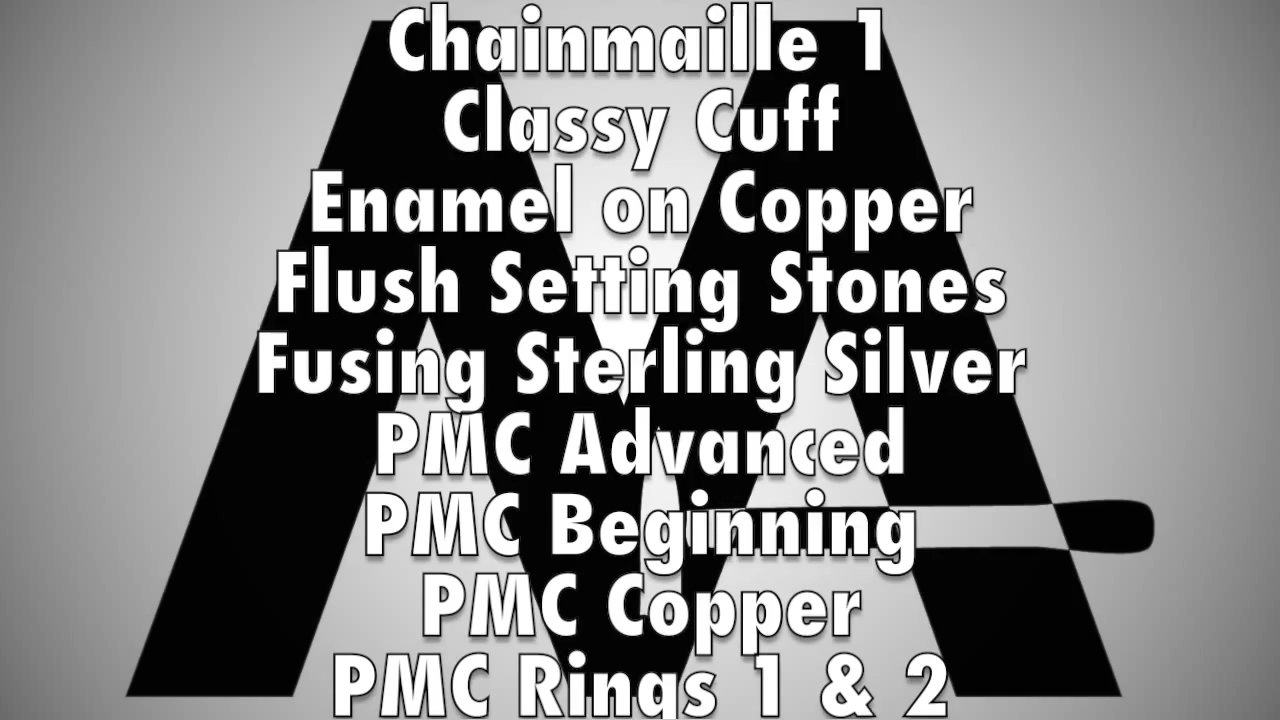 Chainmaille 1
Classy Cuff
Enamel on Copper
Flush Setting Stones
Fusing Sterling Silver
PMC Advanced
PMC Beginning
PMC Copper
PMC Rings 1 & 2